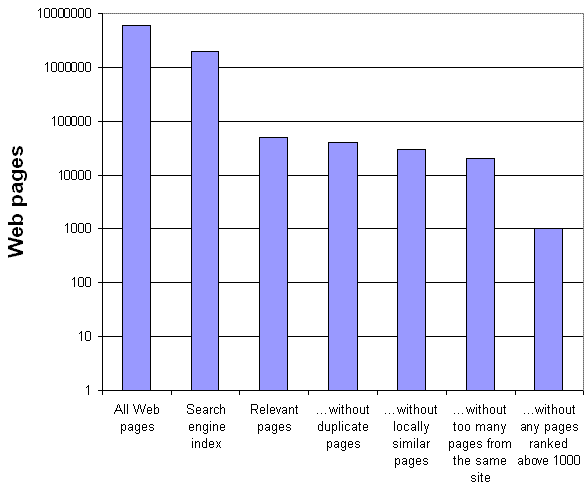 10000000
1000000
100000
10000
1000
100
10
1
Web pages
All Web
pages
Search
engine
index
Relevant
pages
…without
duplicate
pages
…without
locally
similar
pages
…without
too many
pages from
the same
site
…without
any pages
ranked
above 1000